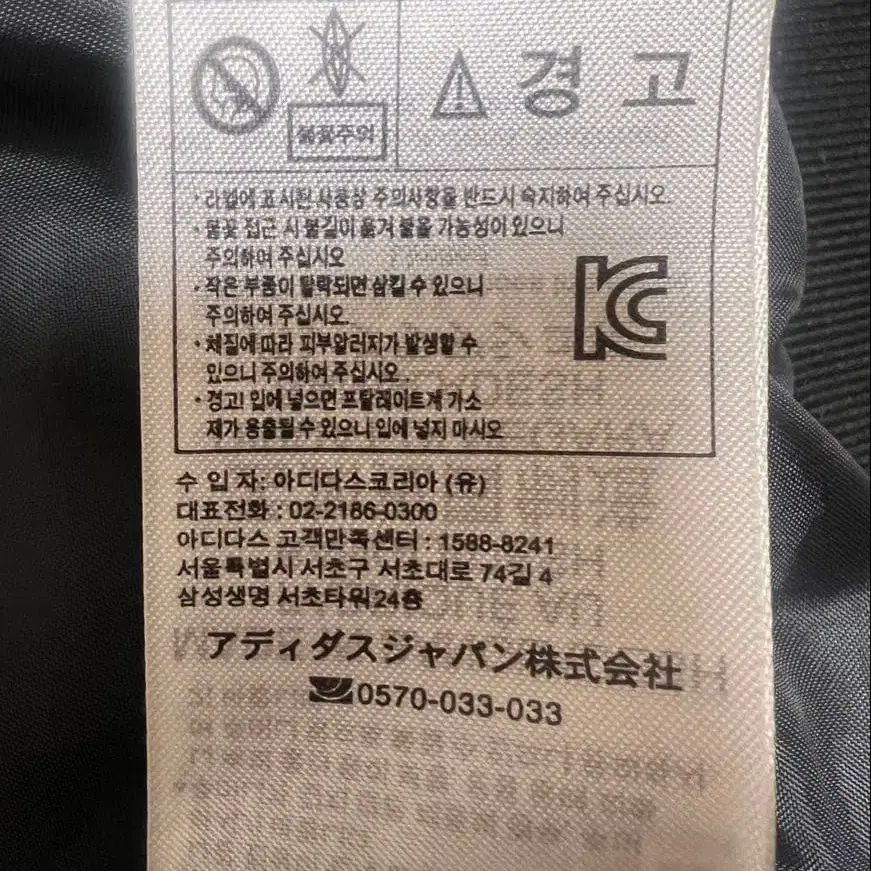 불꽃주의
경 고
• 라벨에 표시된 사용상 주의사항을 반드시 숙지하여 주십시오.
• 불꽃 접근 시 불길이 옮겨 붙을 가능성이 있으니
주의하여 주십시오
• 작은 부품이 탈락되면 삼킬 수 있으니
주의하여 주십시오.
• 체질에 따라 피부알러지가 발생할 수
있으니 주의하여 주십시오.
• 경고! 입에 넣으면 프탈레이트계 가소
제가 용출될 수 있으니 입에 넣지 마시오
수 입 자: 아디다스코리아 (유)
대표전화 : 02-2186-0300
아디다스 고객만족센터 : 1588-8241
서울특별시 서초구 서초대로 74길 4
삼성생명 서초타워24층
アディダスジャパン株式会社
0570-033-033